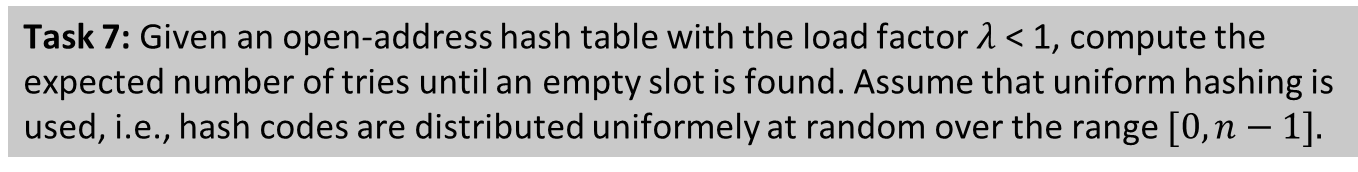 Task 7: Given an open-address hash table with the load factor λ < 1, compute the
expected number of tries until an empty slot is found. Assume that uniform hashing is
used, i.e., hash codes are distributed uniformely at random over the range [0, n − 1].